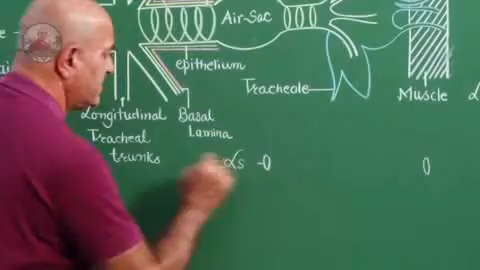 Air-Sac
epithelium
Tracheole
Muscle
Longitudinal
Tracheal
trunks
Basal
Lamina